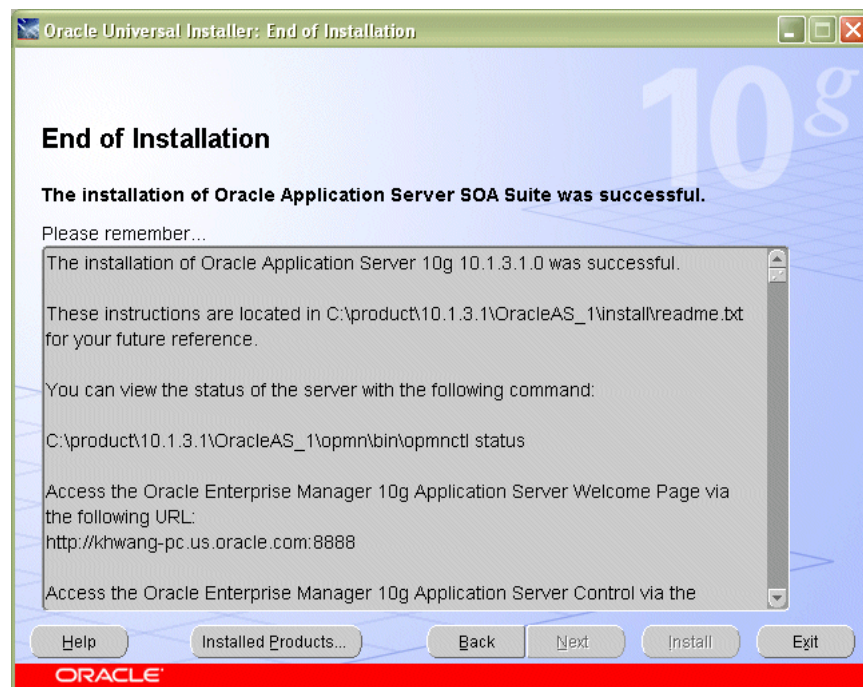 Oracle Universal Installer: End of Installation
10g
End of Installation
The installation of Oracle Application Server SOA Suite was successful.
Please remember...
The installation of Oracle Application Server 10g 10.1.3.1.0 was successful.
These instructions are located in C:\product\10.1.3.1\OracleAS_1\install\readme.txt
for your future reference.
You can view the status of the server with the following command:
C:\product\10.1.3.1\OracleAS_1\opmn\bin\opmnctl status
Access the Oracle Enterprise Manager 10g Application Server Welcome Page via
the following URL:
http://khwang-pc.us.oracle.com:8888
Access the Oracle Enterprise Manager 10g Application Server Control via the
Help Installed Products... Back Next Install Exit
ORACLE